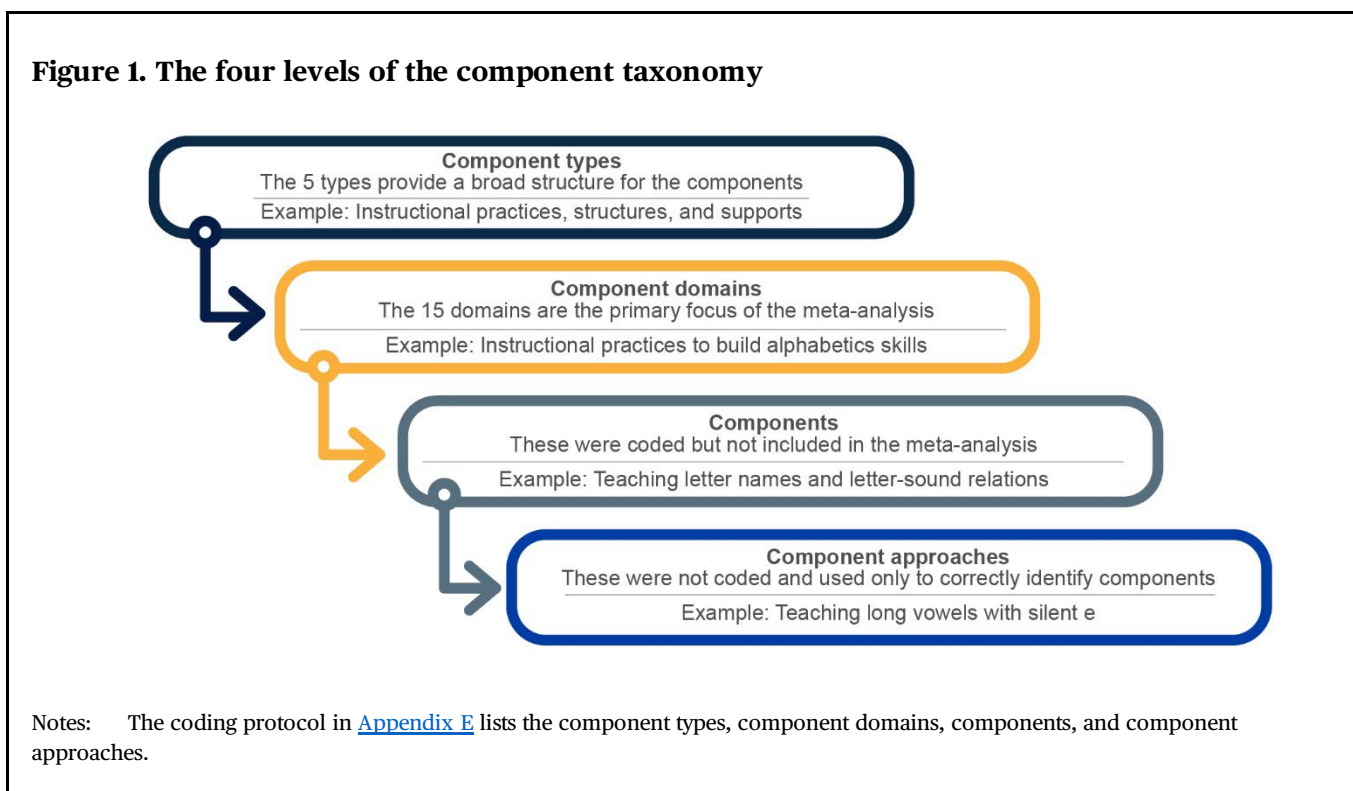 Figure 1. The four levels of the component taxonomy
Component types
The 5 types provide a broad structure for the components
Example: Instructional practices, structures, and supports
Component domains
The 15 domains are the primary focus of the meta-analysis
Example: Instructional practices to build alphabetics skills
Components
These were coded but not included in the meta-analysis
Example: Teaching letter names and letter-sound relations
Component approaches
These were not coded and used only to correctly identify components
Example: Teaching long vowels with silent e
Notes: The coding protocol in Appendix E lists the component types, component domains, components, and component
approaches.